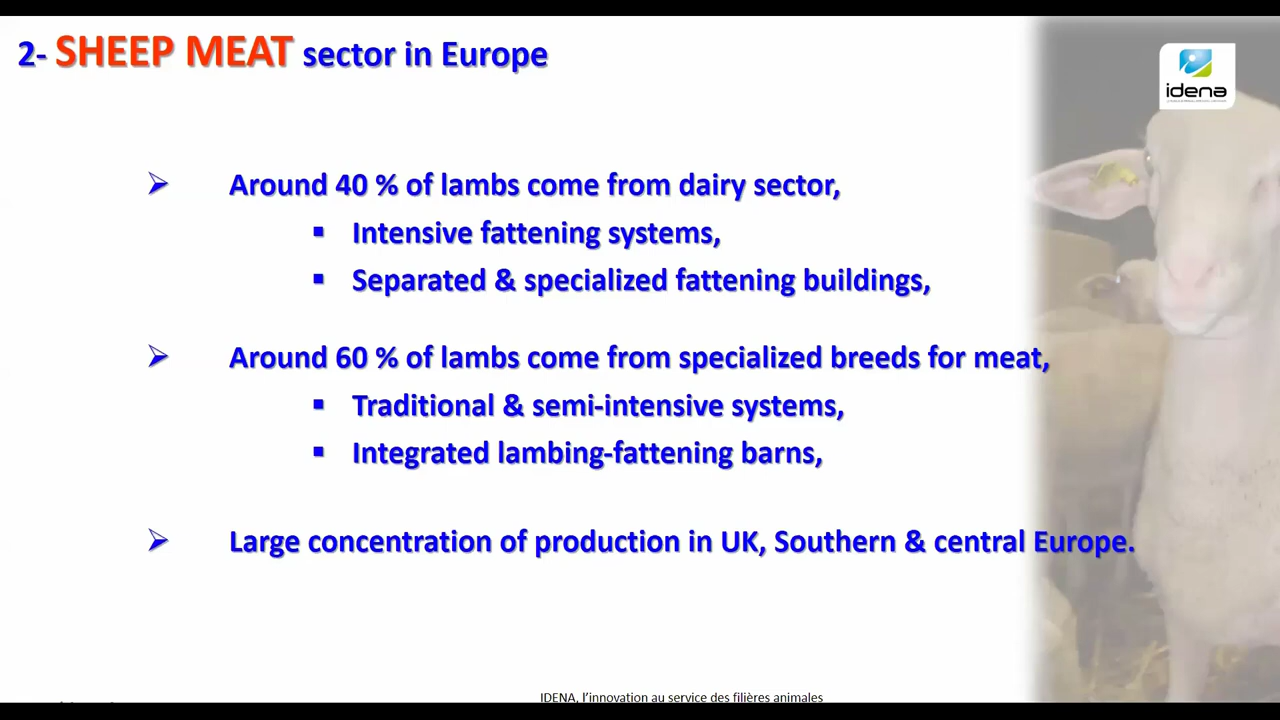 2- SHEEP MEAT sector in Europe
idena
Around 40 % of lambs come from dairy sector,
Intensive fattening systems,
Separated & specialized fattening buildings,
Around 60 % of lambs come from specialized breeds for meat,
Traditional & semi-intensive systems,
Integrated lambing-fattening barns,
Large concentration of production in UK, Southern & central Europe.
IDENA, l’innovation au service des filières animales